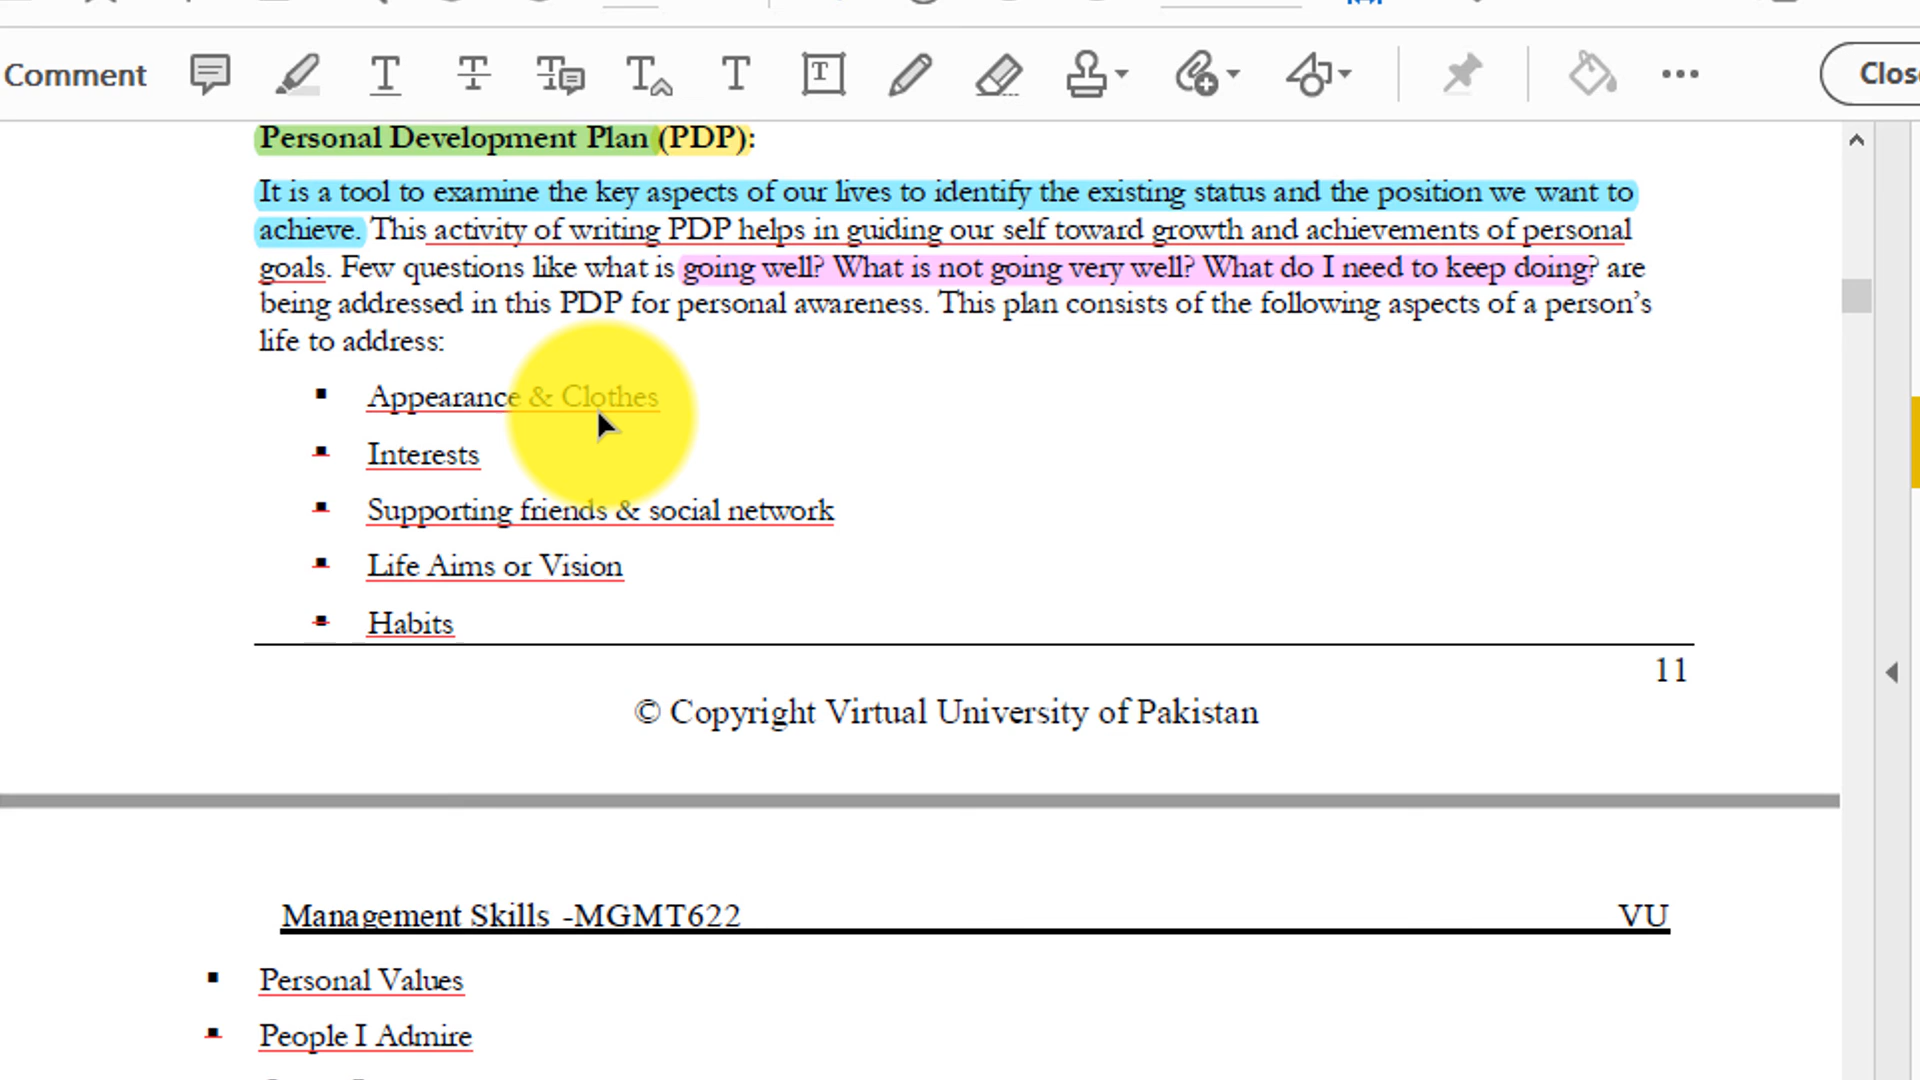 Comment
Personal Development Plan (PDP):
It is a tool to examine the key aspects of our lives to identify the existing status and the position we want to
achieve. This activity of writing PDP helps in guiding our self toward growth and achievements of personal
goals. Few questions like what is going well? What is not going very well? What do I need to keep doing? are
being addressed in this PDP for personal awareness. This plan consists of the following aspects of a person’s
life to address:
▪ Appearance & Clothes
▪ Interests
▪ Supporting friends & social network
▪ Life Aims or Vision
▪ Habits
11
© Copyright Virtual University of Pakistan
Management Skills -MGMT622 VU
▪ Personal Values
▪ People I Admire